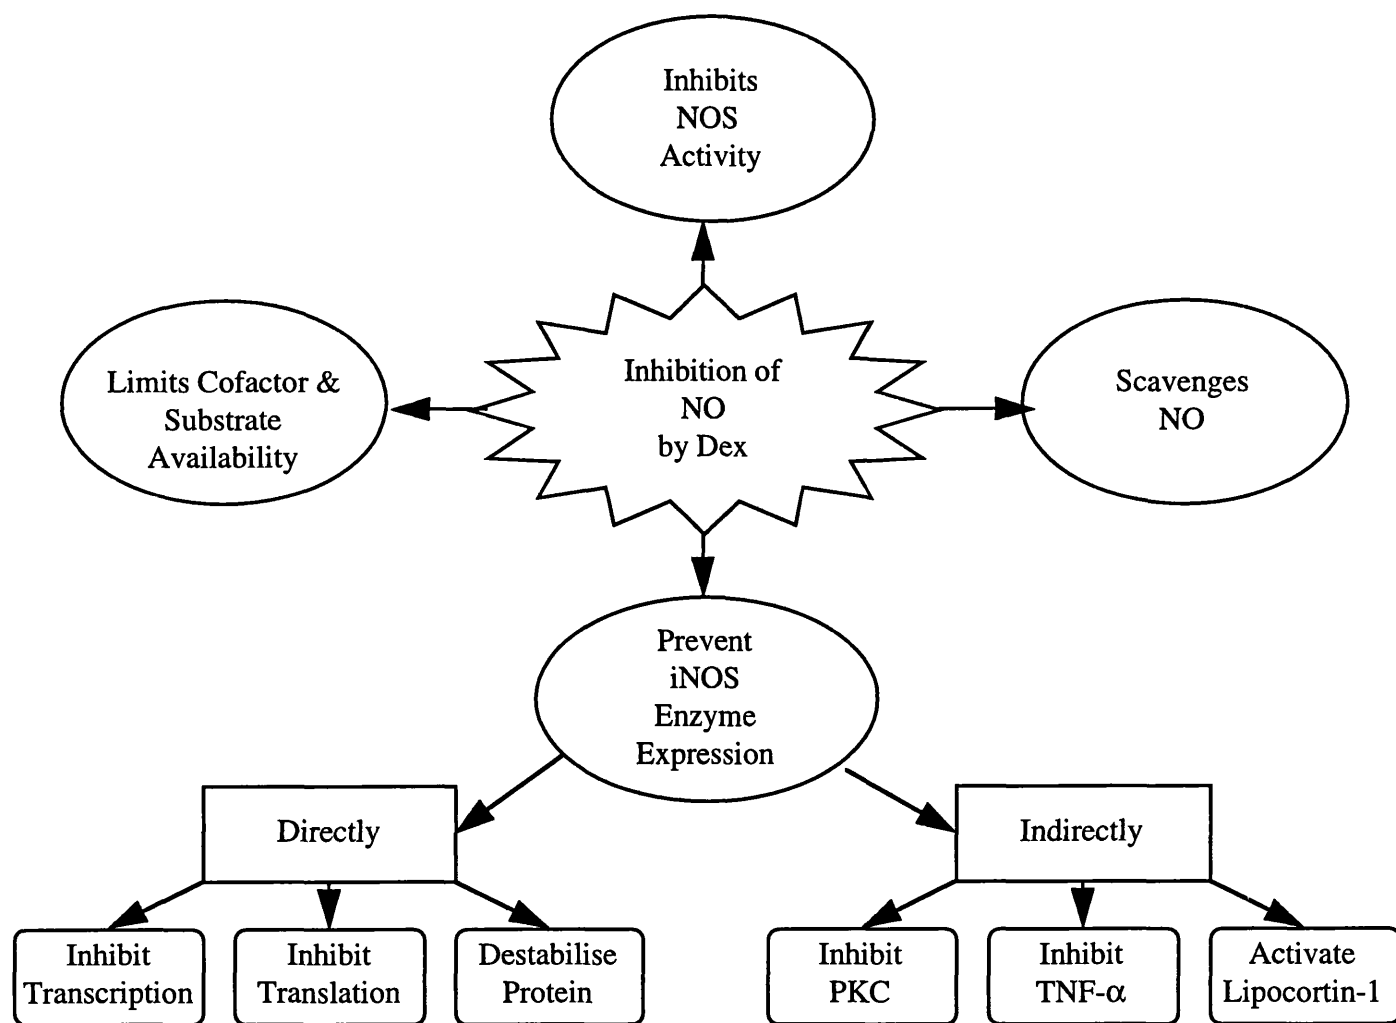 Inhibits
NOS
Activity
Limits Cofactor &
Substrate
Availability
Inhibition of
NO
by Dex
Scavenges
NO
Prevent
iNOS
Enzyme
Expression
Directly
Indirectly
Inhibit
Transcription
Inhibit
Translation
Destabilise
Protein
Inhibit
PKC
Inhibit
TNF-α
Activate
Lipocortin-1